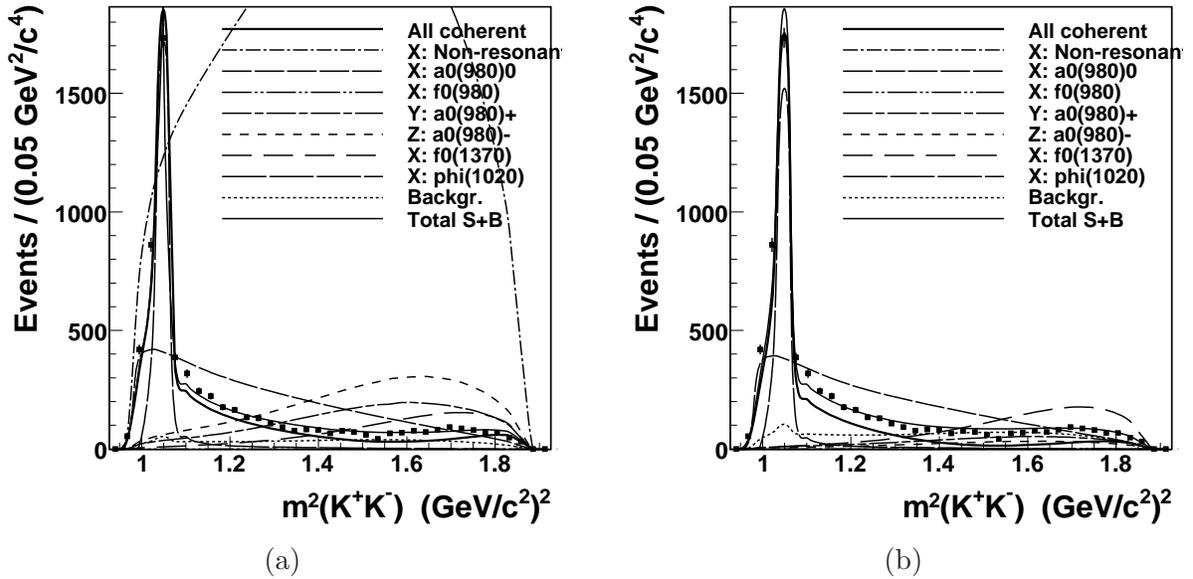 Events / (0.05 GeV²/c⁴)
1500
1000
500
0
1
1.2
1.4
1.6
1.8
m²(K⁺K⁻) (GeV/c²)²
All coherent
X: Non-resonan
X: a0(980)0
X: f0(980)
Y: a0(980)+
Z: a0(980)-
X: f0(1370)
X: phi(1020)
Backgr.
Total S+B
(a)
Events / (0.05 GeV²/c⁴)
1500
1000
500
0
1
1.2
1.4
1.6
1.8
m²(K⁺K⁻) (GeV/c²)²
All coherent
X: Non-resonant
X: a0(980)0
X: f0(980)
Y: a0(980)+
Z: a0(980)-
X: f0(1370)
X: phi(1020)
Backgr.
Total S+B
(b)